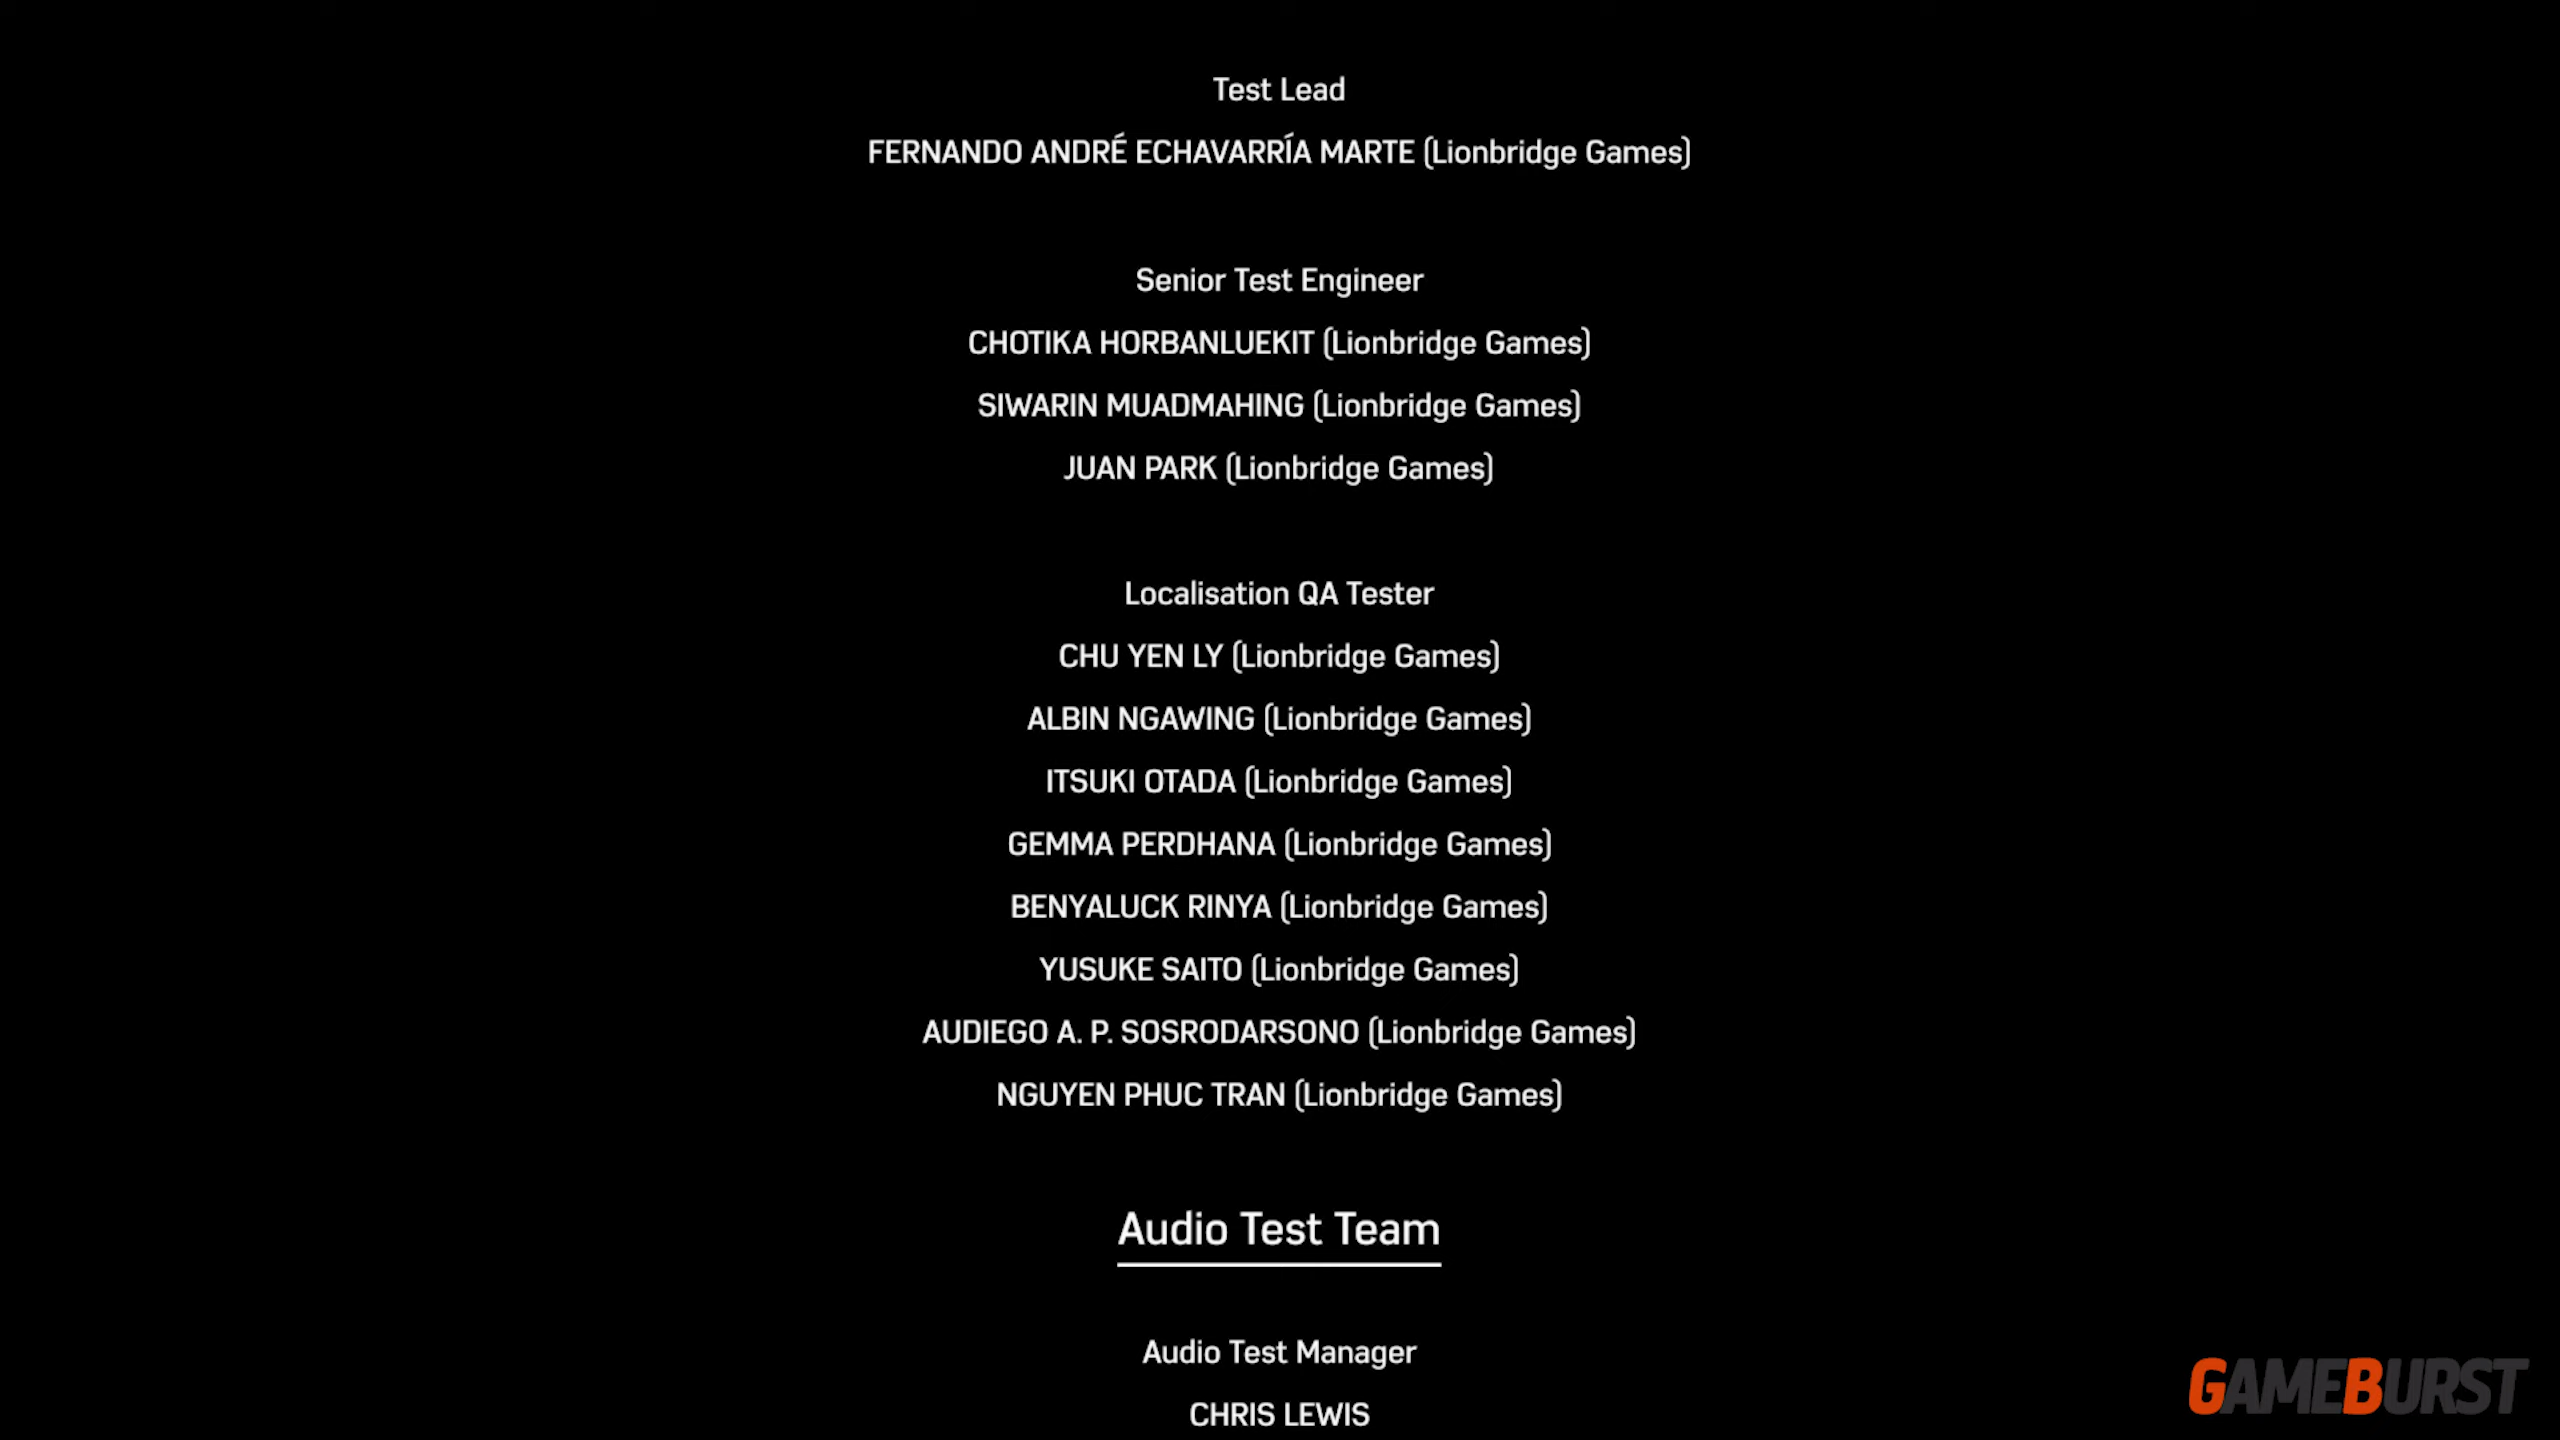 Test Lead
FERNANDO ANDRÉ ECHAVARRÍA MARTE (Lionbridge Games)
Senior Test Engineer
CHOTIKA HORBANLUEKIT (Lionbridge Games)
SIWARIN MUADMAHING (Lionbridge Games)
JUAN PARK (Lionbridge Games)
Localisation QA Tester
CHU YEN LY (Lionbridge Games)
ALBIN NGAWING (Lionbridge Games)
ITSUKI OTADA (Lionbridge Games)
GEMMA PERDHANA (Lionbridge Games)
BENYALUCK RINYA (Lionbridge Games)
YUSUKE SAITO (Lionbridge Games)
AUDIEGO A. P. SOSRODARSONO (Lionbridge Games)
NGUYEN PHUC TRAN (Lionbridge Games)
Audio Test Team
Audio Test Manager
CHRIS LEWIS
GAMEBURST